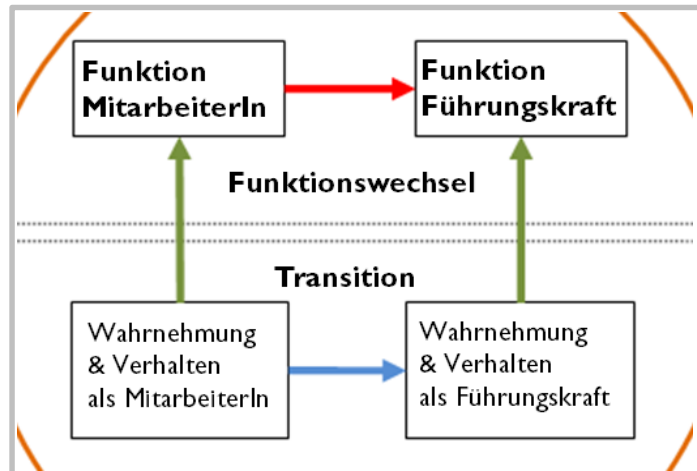 Funktion
MitarbeiterIn
Funktion
Führungskraft
Funktionswechsel
Transition
Wahrnehmung
& Verhalten
als MitarbeiterIn
Wahrnehmung
& Verhalten
als Führungskraft